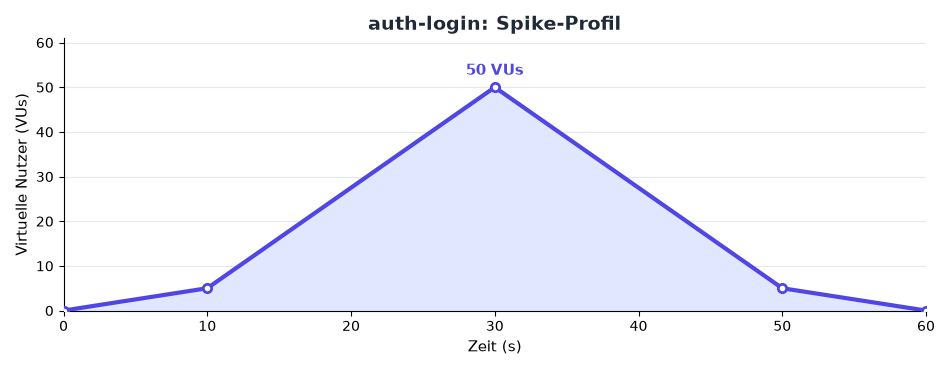 auth-login: Spike-Profil
60
50 VUs
50
40
30
20
10
0
Virtuelle Nutzer (VUs)
0 10 20 30 40 50 60
Zeit (s)